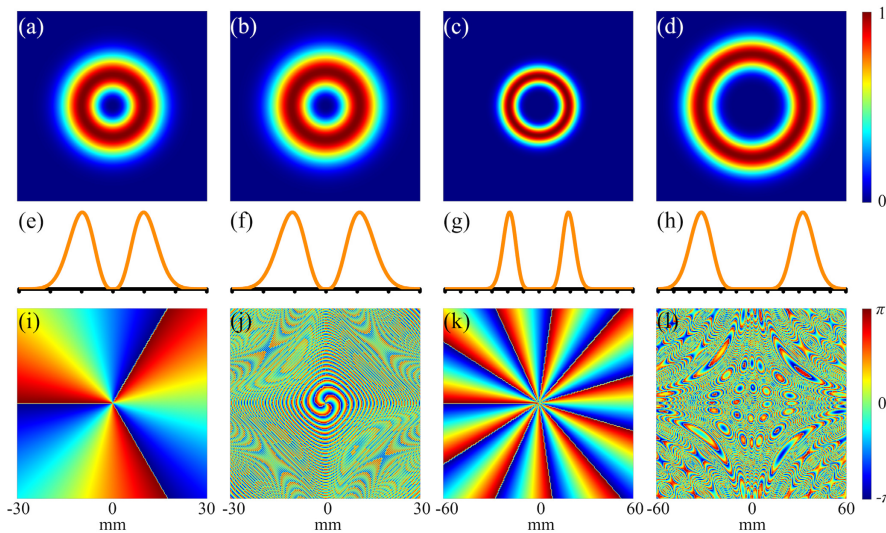 (a) (b) (c) (d) 1
0
(e) (f) (g) (h)
(i) (j) (k) (l) π
0
-π
-30 0 30 -30 0 30 -60 0 60 -60 0 60
mm mm mm mm